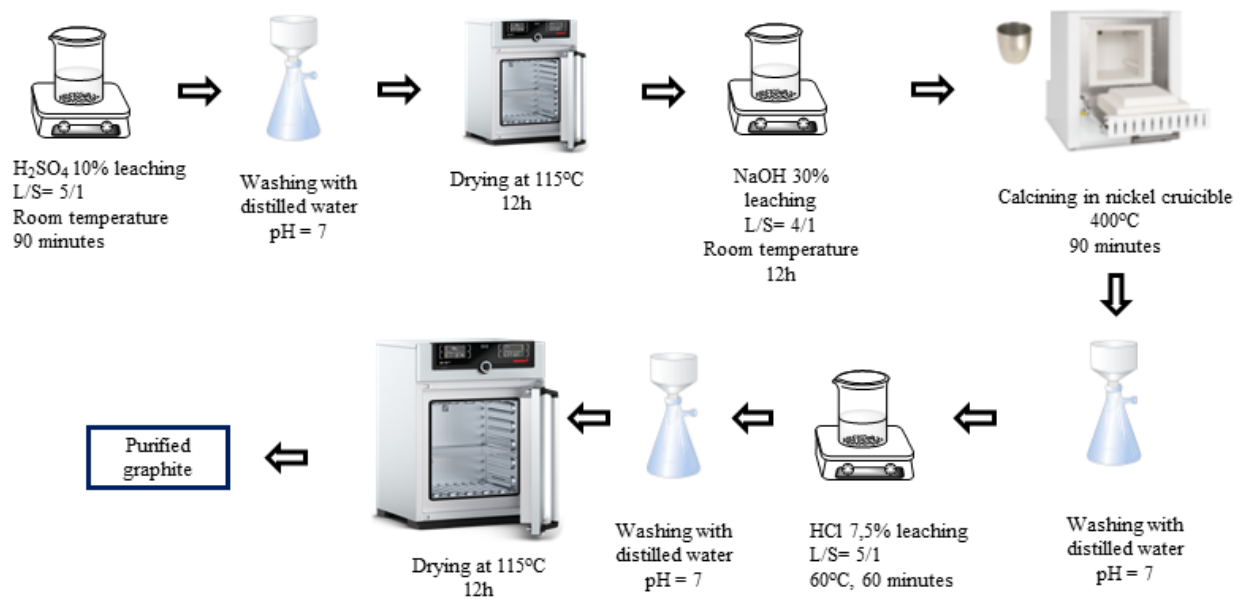 H₂SO₄ 10% leaching
L/S= 5/1
Room temperature
90 minutes
Washing with
distilled water
pH = 7
Drying at 115ºC
12h
NaOH 30%
leaching
L/S= 4/1
Room temperature
12h
Calcining in nickel cruicible
400ºC
90 minutes
Washing with
distilled water
pH = 7
HCl 7,5% leaching
L/S= 5/1
60ºC, 60 minutes
Washing with
distilled water
pH = 7
Drying at 115ºC
12h
Purified
graphite